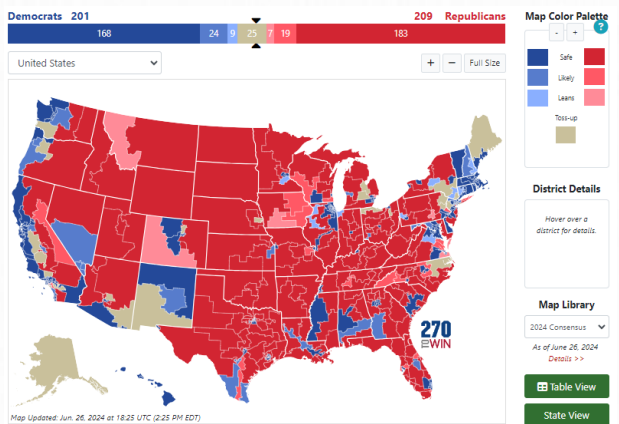 Democrats 201
209 Republicans
168 24 9 25 7 19 183
United States
+ − Full Size
Map Color Palette
- + ?
Safe
Likely
Leans
Toss-up
District Details
Hover over a
district for details.
Map Library
2024 Consensus
As of June 26, 2024
Details >>
Table View
State View
270
TO WIN
Map Updated: Jun. 26, 2024 at 18:25 UTC (2:25 PM EDT)